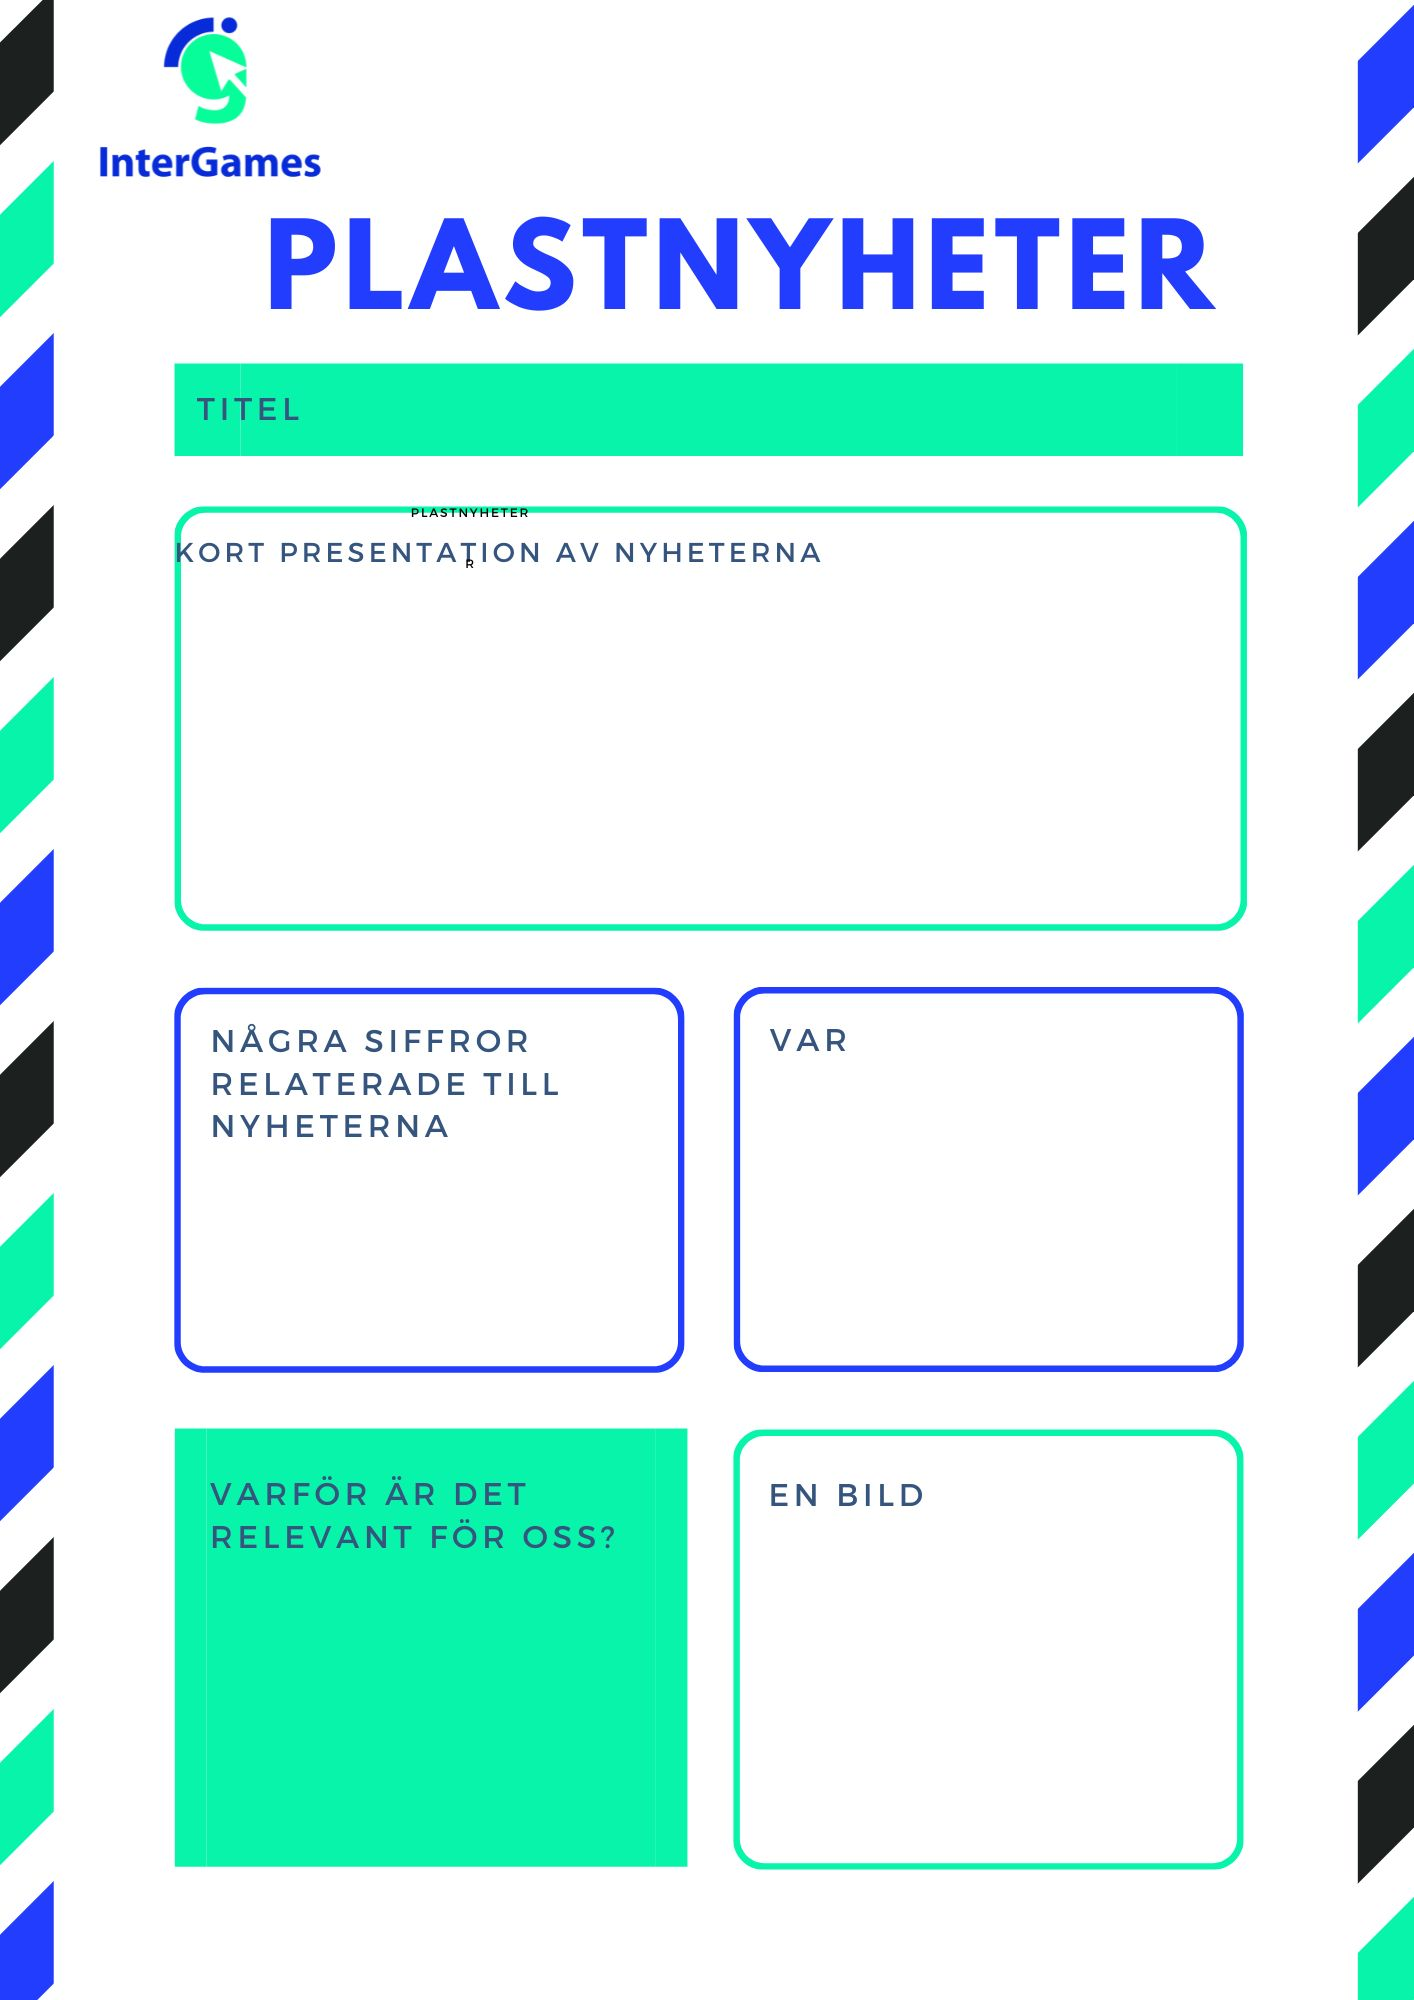 InterGames
PLASTNYHETER
TITEL
PLASTNYHETER
KORT PRESENTATION AV NYHETERNA
R
NÅGRA SIFFROR
RELATERADE TILL
NYHETERNA
VAR
VARFÖR ÄR DET
RELEVANT FÖR OSS?
EN BILD